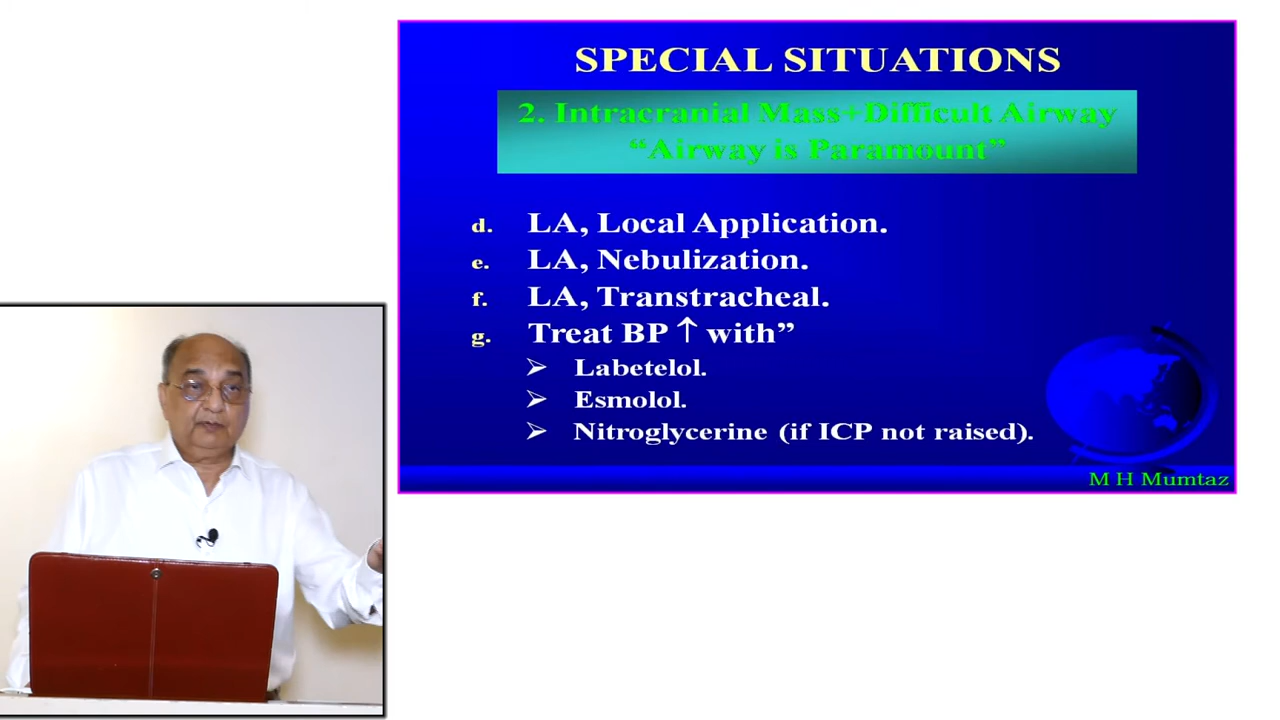 SPECIAL SITUATIONS
2. Intracranial Mass+Difficult Airway
“Airway is Paramount”
d. LA, Local Application.
e. LA, Nebulization.
f. LA, Transtracheal.
g. Treat BP ↑ with”
➢ Labetelol.
➢ Esmolol.
➢ Nitroglycerine (if ICP not raised).
M H Mumtaz